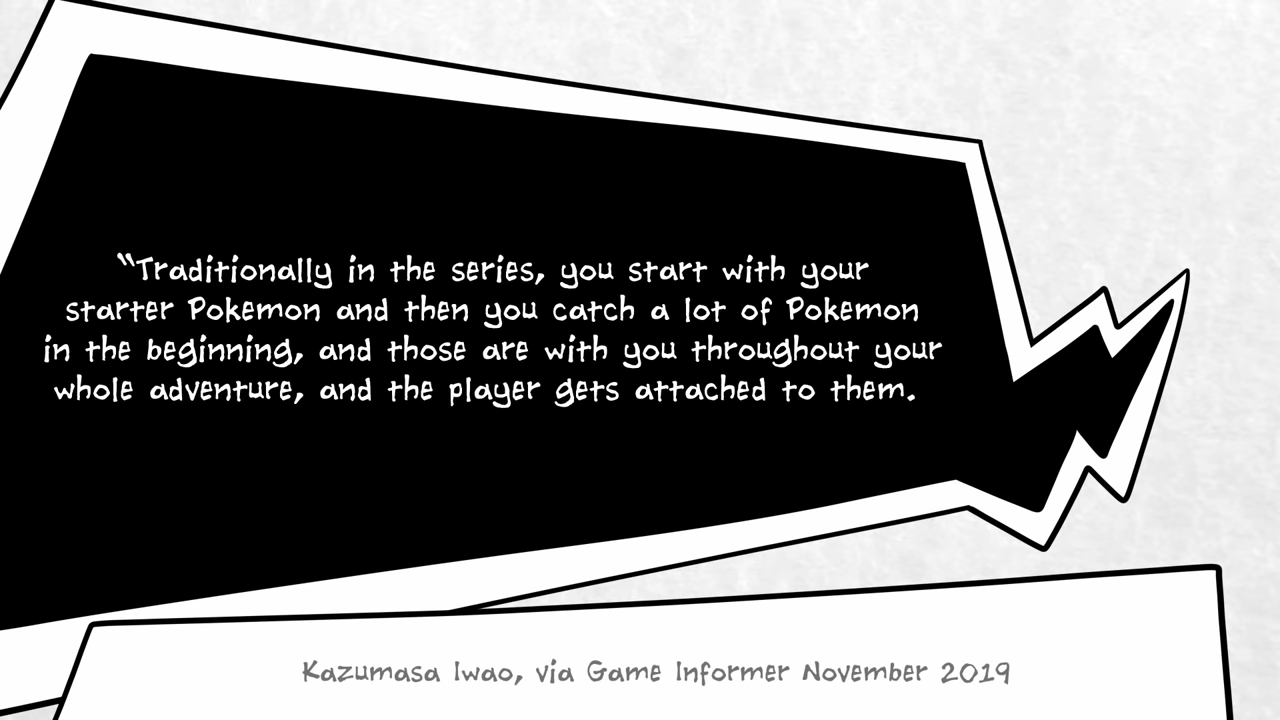 “Traditionally in the series, you start with your
starter Pokemon and then you catch a lot of Pokemon
in the beginning, and those are with you throughout your
whole adventure, and the player gets attached to them.
Kazumasa Iwao, via Game Informer November 2019